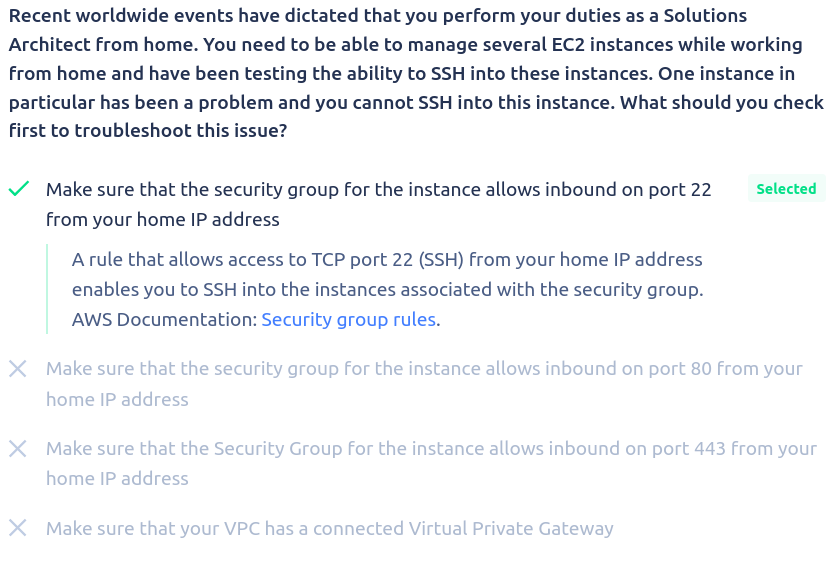 Recent worldwide events have dictated that you perform your duties as a Solutions
Architect from home. You need to be able to manage several EC2 instances while working
from home and have been testing the ability to SSH into these instances. One instance in
particular has been a problem and you cannot SSH into this instance. What should you check
first to troubleshoot this issue?
Make sure that the security group for the instance allows inbound on port 22
from your home IP address
Selected
A rule that allows access to TCP port 22 (SSH) from your home IP address
enables you to SSH into the instances associated with the security group.
AWS Documentation: Security group rules.
Make sure that the security group for the instance allows inbound on port 80 from your
home IP address
Make sure that the Security Group for the instance allows inbound on port 443 from your
home IP address
Make sure that your VPC has a connected Virtual Private Gateway